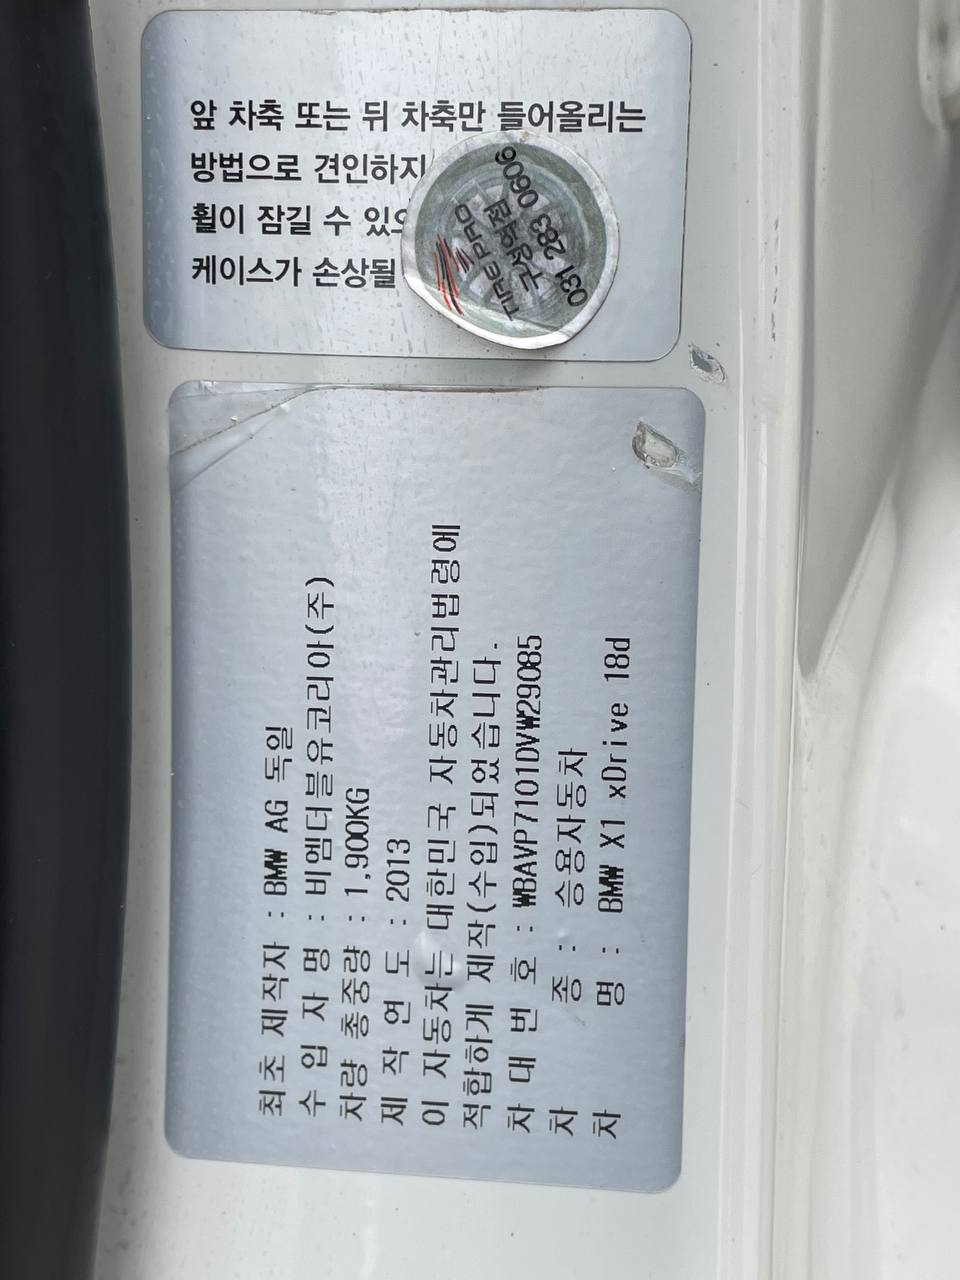 앞 차축 또는 뒤 차축만 들어올리는
방법으로 견인하지
휠이 잠길 수 있으
케이스가 손상될
TIREPRO
구성역점
031 283 0606
최초 제작자 : BMW AG 독일
수 입 자 명 : 비엠더블유코리아(주)
차량 총중량 : 1,900KG
제 작 연 도 : 2013
이 자동차는 대한민국 자동차관리법령에
적합하게 제작(수입)되었습니다.
차 대 번 호 : WBAVP7101DVW29085
차 종 : 승용자동차
차 명 : BMW X1 xDrive 18d